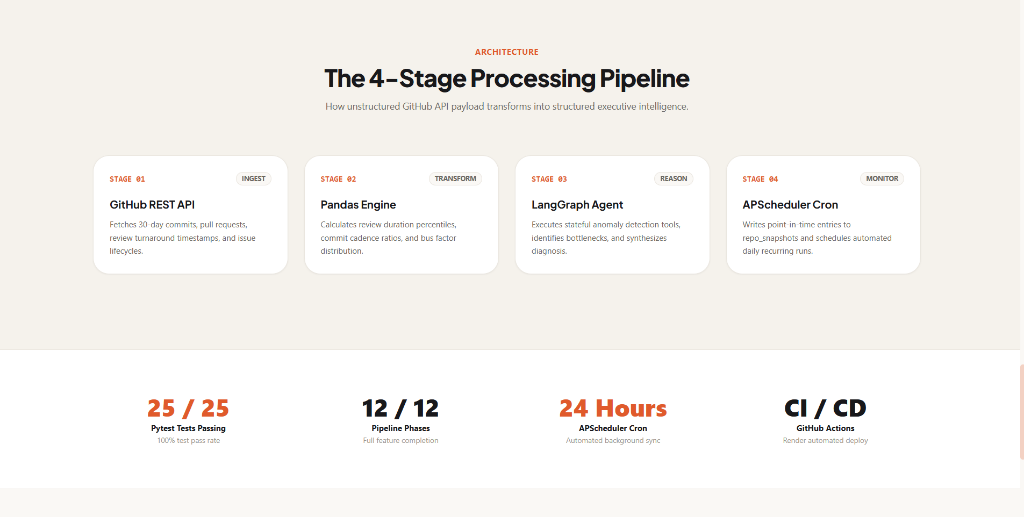 ARCHITECTURE
The 4-Stage Processing Pipeline
How unstructured GitHub API payload transforms into structured executive intelligence.
STAGE 01
INGEST
GitHub REST API
Fetches 30-day commits, pull requests,
review turnaround timestamps, and issue
lifecycles.
STAGE 02
TRANSFORM
Pandas Engine
Calculates review duration percentiles,
commit cadence ratios, and bus factor
distribution.
STAGE 03
REASON
LangGraph Agent
Executes stateful anomaly detection tools,
identifies bottlenecks, and synthesizes
diagnosis.
STAGE 04
MONITOR
APScheduler Cron
Writes point-in-time entries to
repo_snapshots and schedules automated
daily recurring runs.
25 / 25
Pytest Tests Passing
100% test pass rate
12 / 12
Pipeline Phases
Full feature completion
24 Hours
APScheduler Cron
Automated background sync
CI / CD
GitHub Actions
Render automated deploy